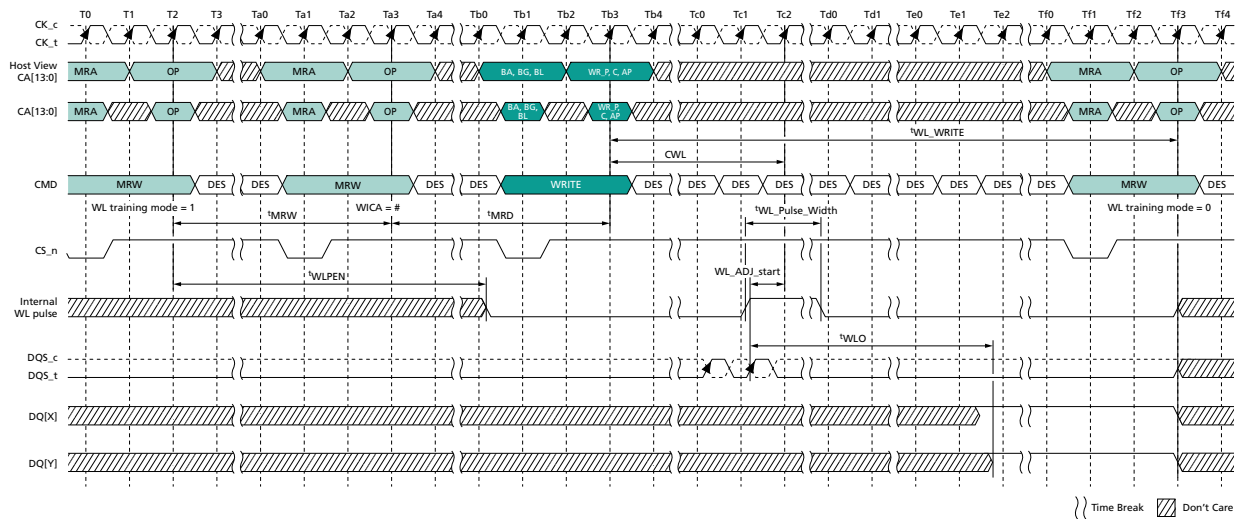 T0 T1 T2 T3 Ta0 Ta1 Ta2 Ta3 Ta4 Tb0 Tb1 Tb2 Tb3 Tb4 Tc0 Tc1 Tc2 Td0 Td1 Te0 Te1 Te2 Tf0 Tf1 Tf2 Tf3 Tf4
CK_c
CK_t
Host View
CA[13:0]
MRA OP MRA OP BA, BG, BL WR_P, C, AP MRA OP
CA[13:0] MRA OP MRA OP BA, BG, BL WR_P, C, AP MRA OP
tWL_WRITE
CWL
CMD MRW DES DES MRW DES DES WRITE DES DES DES DES DES DES DES DES DES MRW DES
WL training mode = 1 WICA = # WL training mode = 0
tMRW tMRD tWL_Pulse_Width
CS_n
tWLPEN WL_ADJ_start
Internal
WL pulse
tWLO
DQS_c
DQS_t
DQ[X]
DQ[Y]
Time Break Don't Care